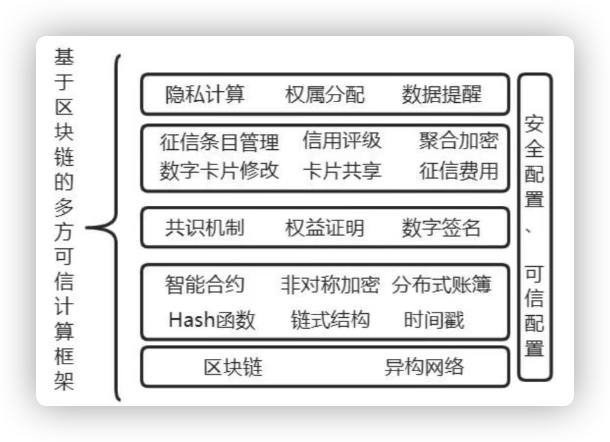 基于区块链的多方可信计算框架
隐私计算 权属分配 数据提醒
征信条目管理 信用评级 聚合加密
数字卡片修改 卡片共享 征信费用
共识机制 权益证明 数字签名
智能合约 非对称加密 分布式账簿
Hash函数 链式结构 时间戳
区块链 异构网络
安全配置、可信配置